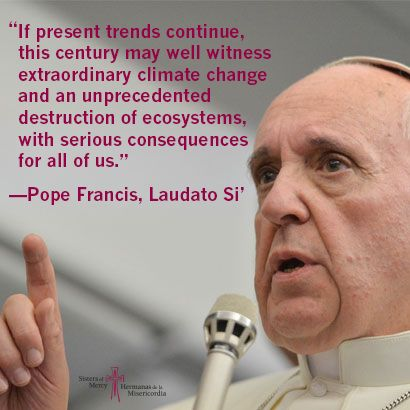 “If present trends continue,
this century may well witness
extraordinary climate change
and an unprecedented
destruction of ecosystems,
with serious consequences
for all of us.”
—Pope Francis, Laudato Si’
Sisters of Mercy
Hermanas de la Misericordia